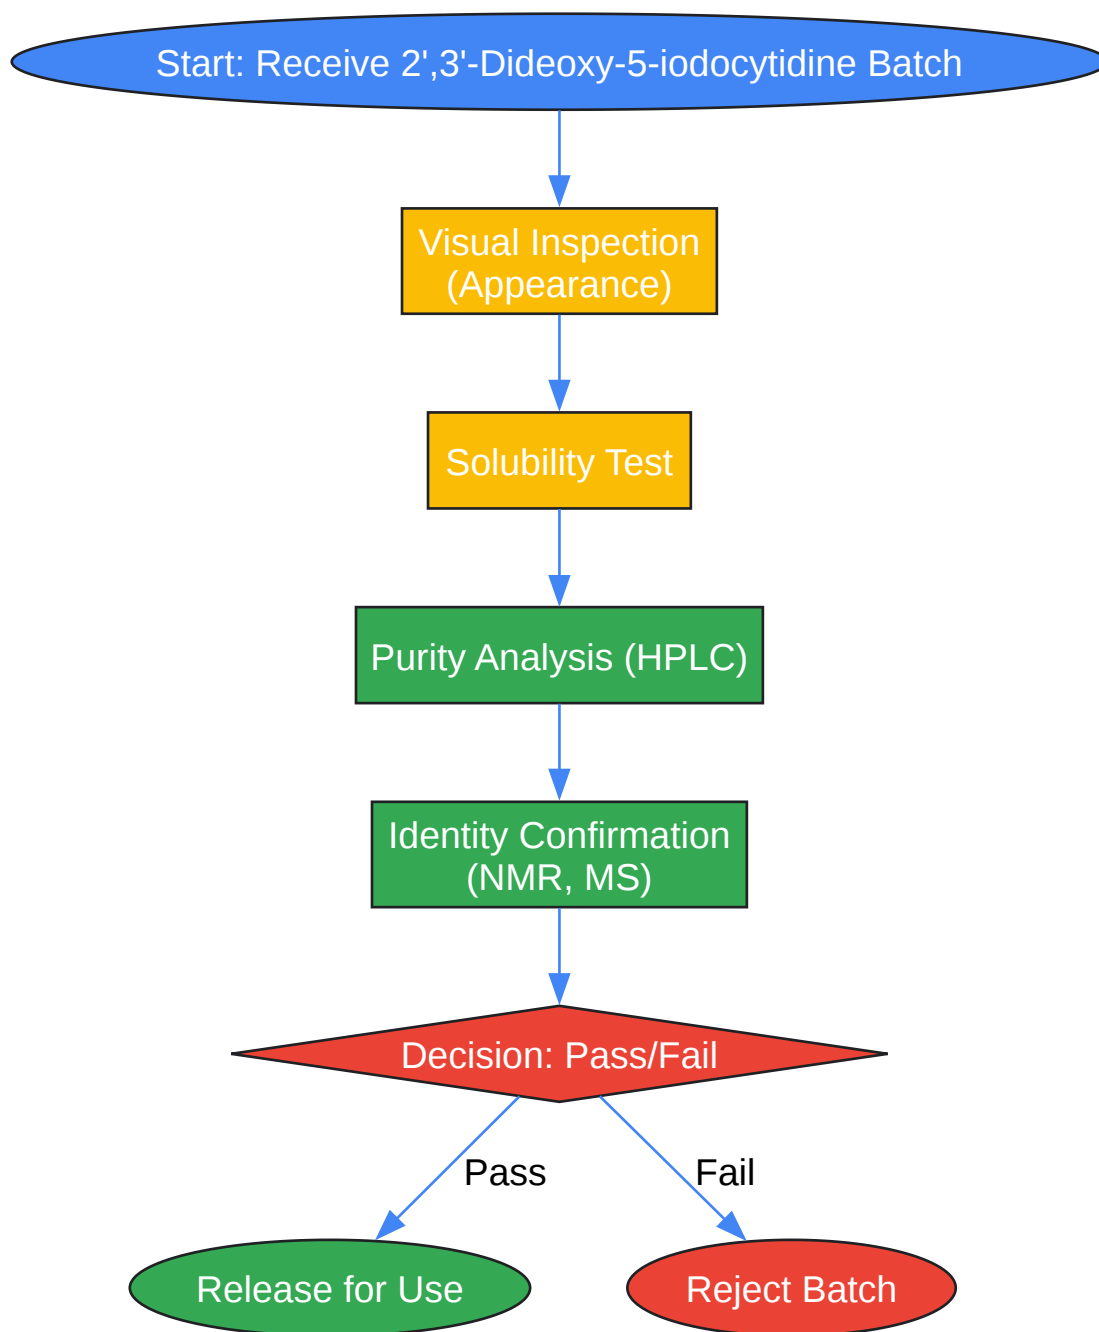 Start: Receive 2',3'-Dideoxy-5-iodocytidine Batch
Visual Inspection
(Appearance)
Solubility Test
Purity Analysis (HPLC)
Identity Confirmation
(NMR, MS)
Decision: Pass/Fail
Pass
Fail
Release for Use
Reject Batch